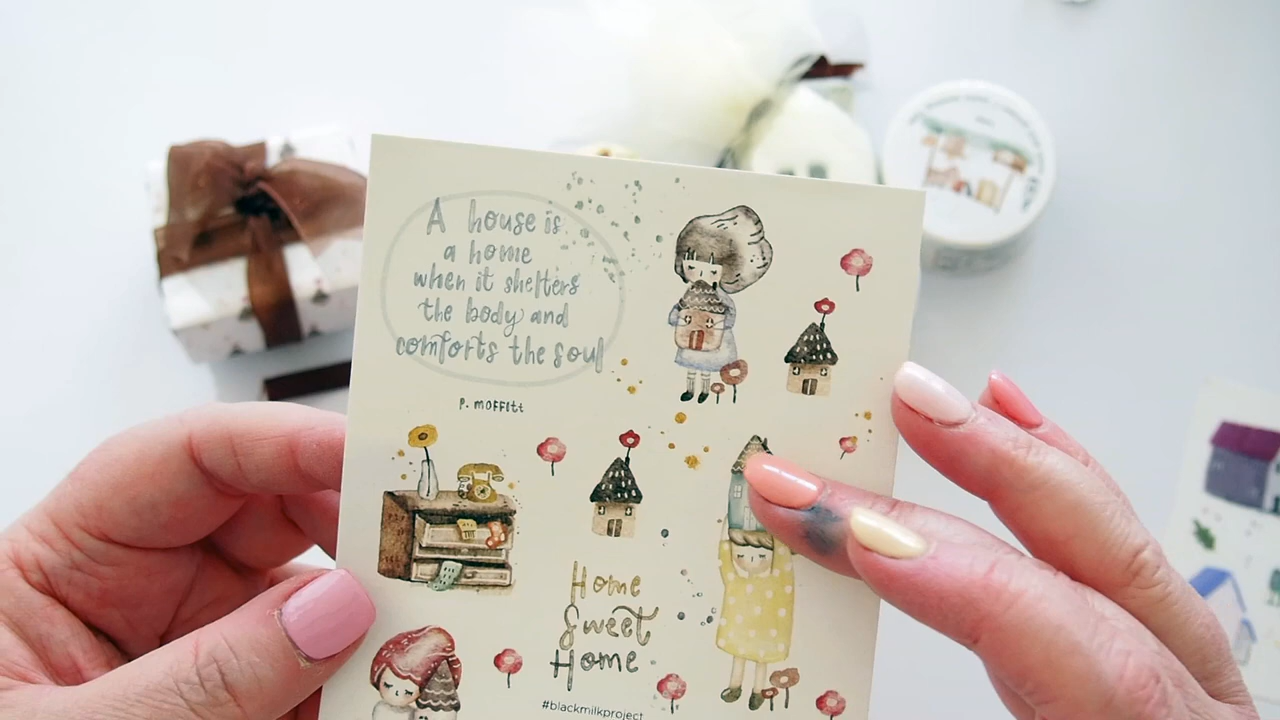 A house is
a home
when it shelters
the body and
comforts the soul
P. MOFFITT
Home
Sweet
Home
#blackmilkproject